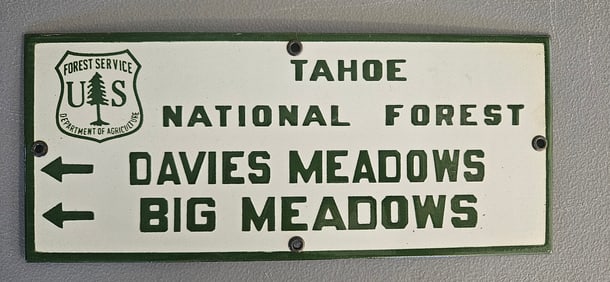 FOREST SERVICE
U S
DEPARTMENT OF AGRICULTURE
TAHOE
NATIONAL FOREST
DAVIES MEADOWS
BIG MEADOWS